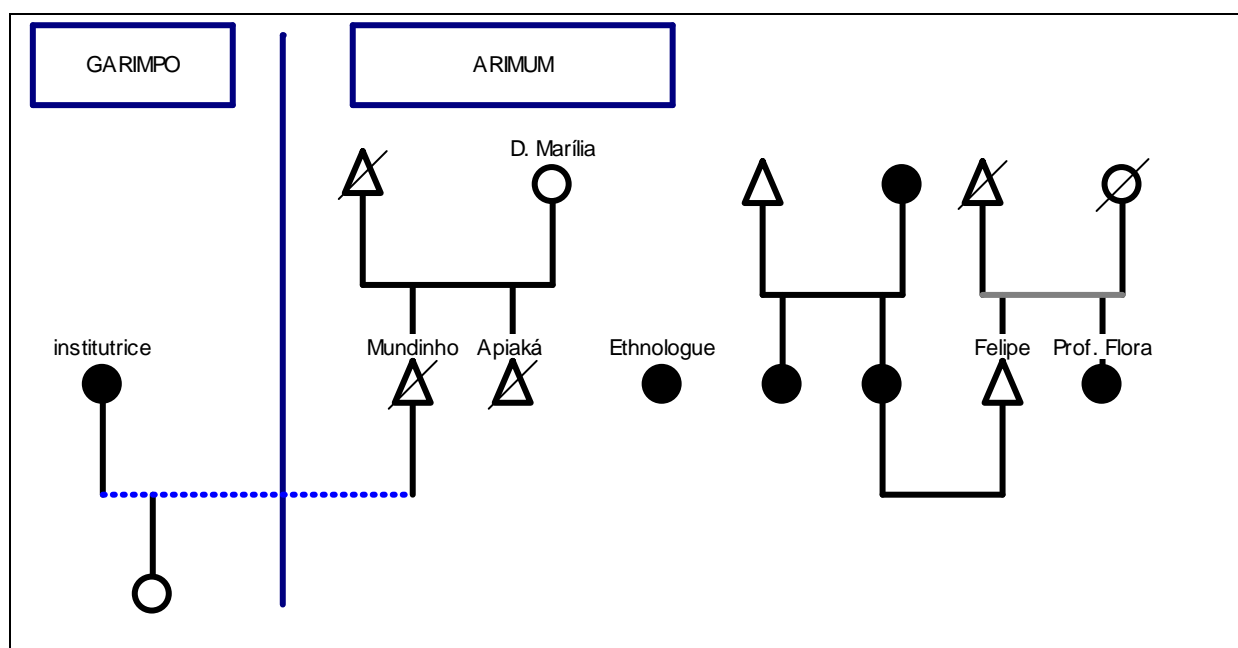 GARIMPO
ARIMUM
D. Marília
institutrice
Mundinho
Apiaká
Ethnologue
Felipe
Prof. Flora